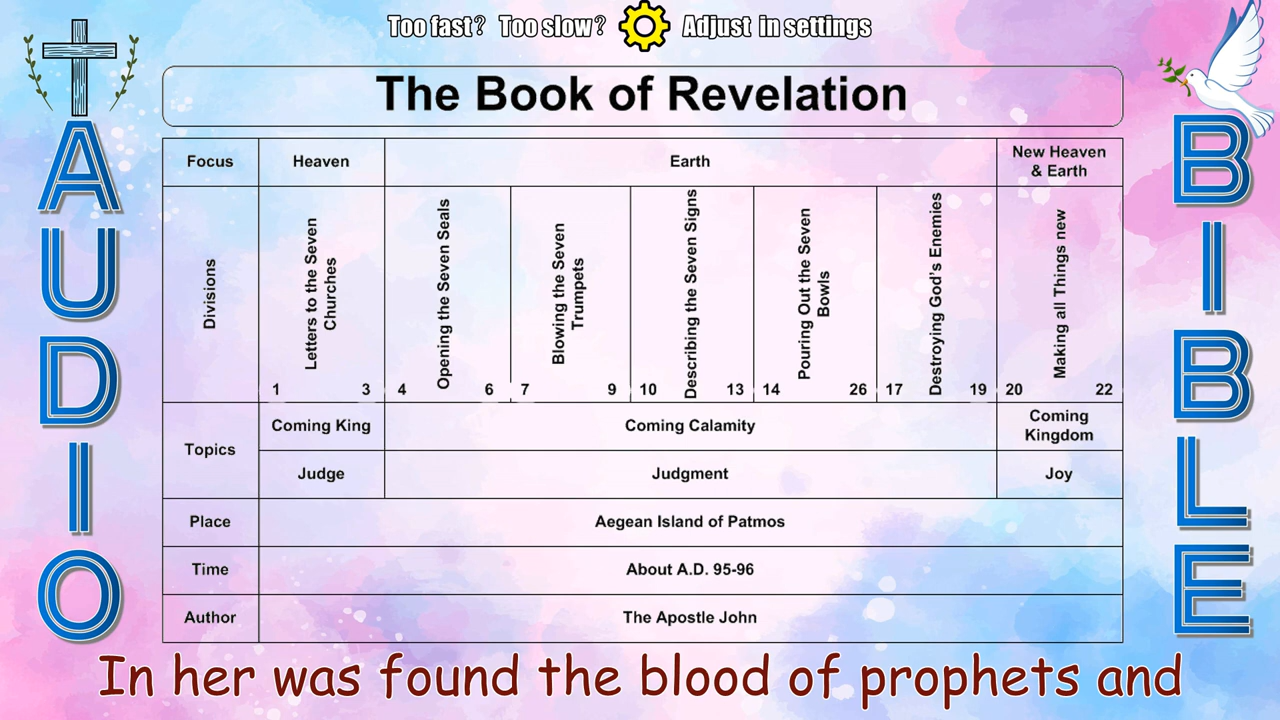 Too fast? Too slow? Adjust in settings
AUDIO
BIBLE
The Book of Revelation
Focus
Heaven
Earth
New Heaven
& Earth
Divisions
Letters to the Seven
Churches
1 3
Opening the Seven Seals
4 6
Blowing the Seven
Trumpets
7 9
Describing the Seven Signs
10 13
Pouring Out the Seven
Bowls
14 26
Destroying God's Enemies
17 19
Making all Things new
20 22
Topics
Coming King
Coming Calamity
Coming
Kingdom
Judge
Judgment
Joy
Place
Aegean Island of Patmos
Time
About A.D. 95-96
Author
The Apostle John
In her was found the blood of prophets and